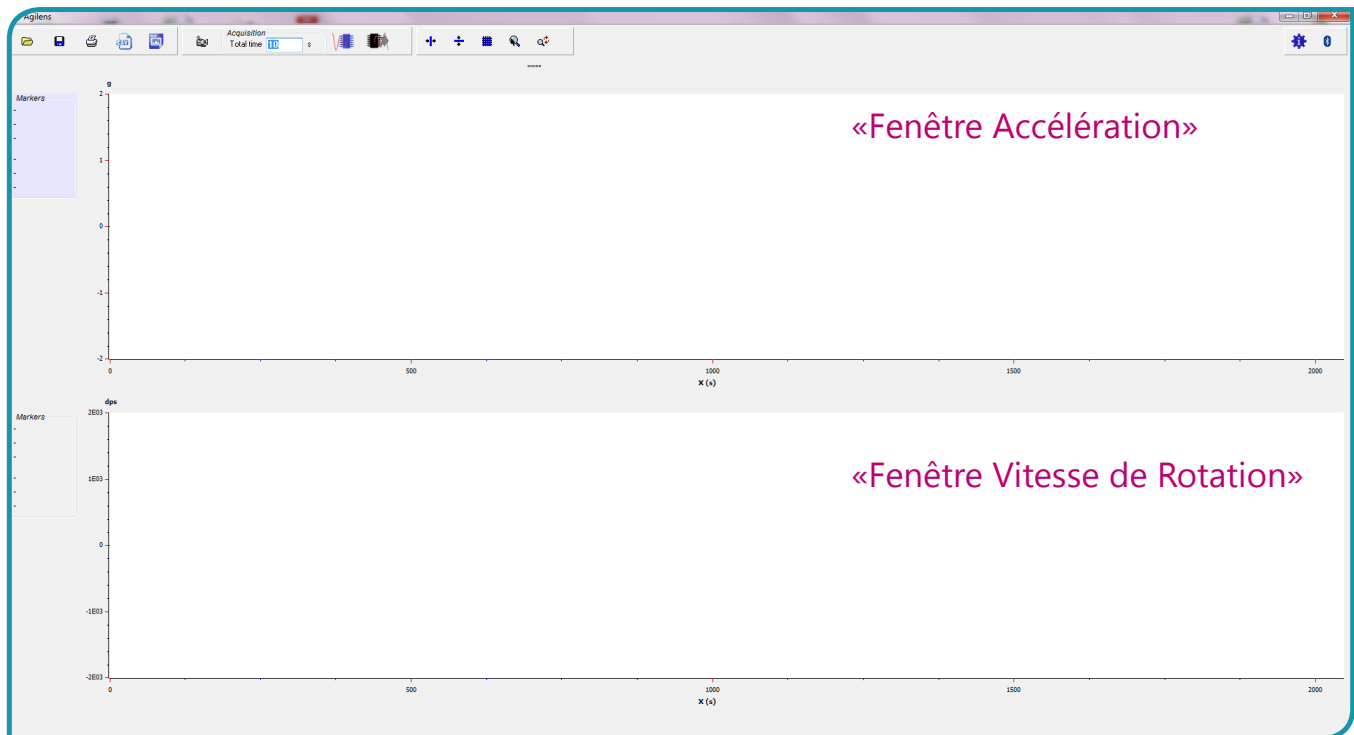 Agilens
Acquisition
Total time 10 s
g
Markers
2
1
0
-1
-2
0 500 1000 1500 2000
X (s)
dps
Markers
2E03
1E03
0
-1E03
-2E03
0 500 1000 1500 2000
X (s)
«Fenêtre Accélération»
«Fenêtre Vitesse de Rotation»